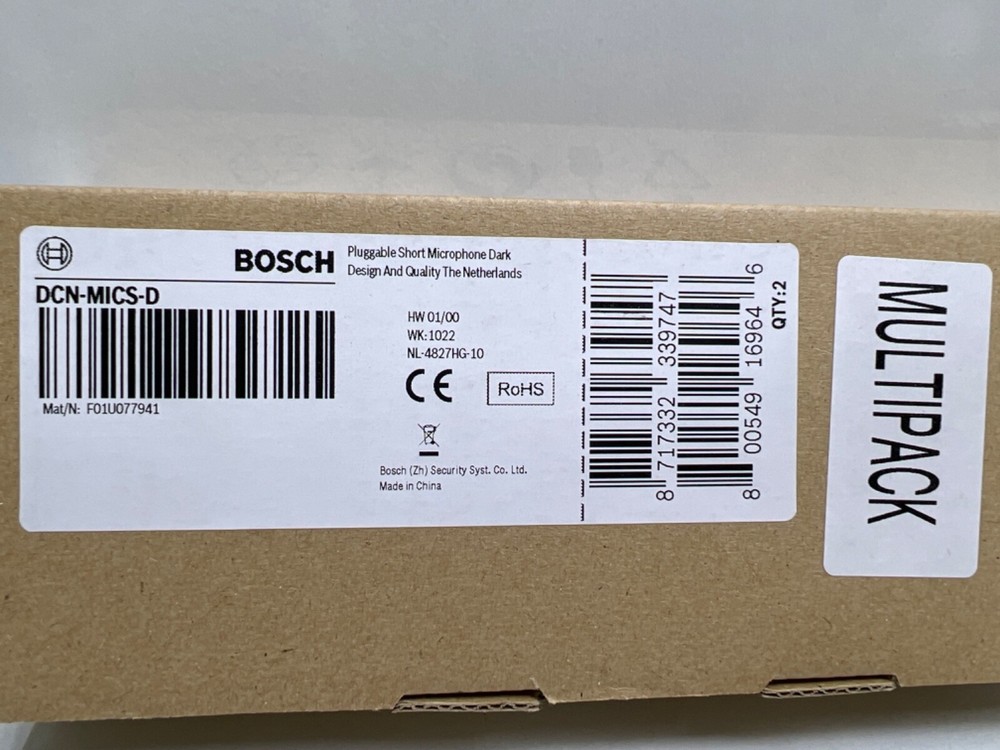 BOSCH
DCN-MICS-D
Mat/N: F01U077941
Pluggable Short Microphone Dark
Design And Quality The Netherlands
HW 01/00
WK:1022
NL-4827HG-10
CE
RoHS
Bosch (Zh) Security Syst. Co. Ltd.
Made in China
8 717332 339747
8 00549 16964 6
QTY:2
MULTIPACK